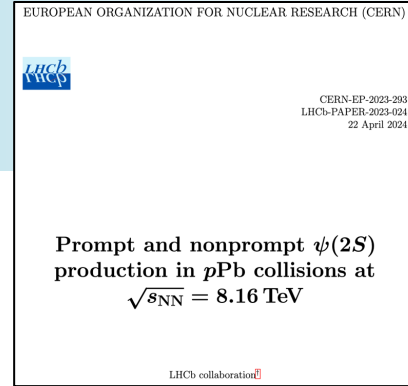 EUROPEAN ORGANIZATION FOR NUCLEAR RESEARCH (CERN)
LHCb
ГНСр
CERN-EP-2023-293
LHCb-PAPER-2023-024
22 April 2024
Prompt and nonprompt ψ(2S)
production in pPb collisions at
√sNN = 8.16 TeV
LHCb collaboration†